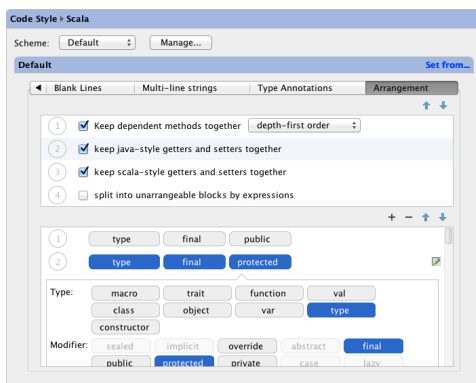 Code Style ▸ Scala
Scheme: Default Manage...
Default Set from...
Blank Lines Multi-line strings Type Annotations Arrangement
1 Keep dependent methods together depth-first order
2 keep java-style getters and setters together
3 keep scala-style getters and setters together
4 split into unarrangeable blocks by expressions
1 type final public
2 type final protected
Type: macro trait function val
class object var type
constructor
Modifier: sealed implicit override abstract final
public protected private case lazy